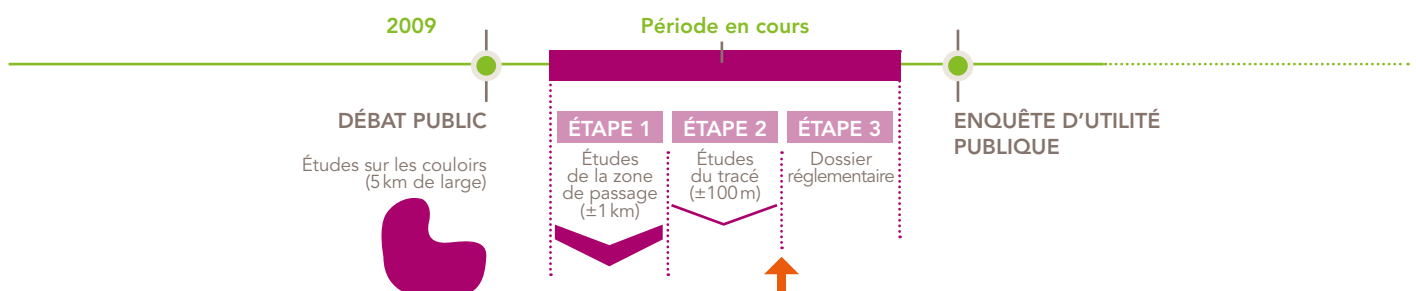 2009
Période en cours
DÉBAT PUBLIC
Études sur les couloirs
(5 km de large)
ÉTAPE 1
Études
de la zone
de passage
(±1 km)
ÉTAPE 2
Études
du tracé
(±100 m)
ÉTAPE 3
Dossier
réglementaire
ENQUÊTE D'UTILITÉ
PUBLIQUE